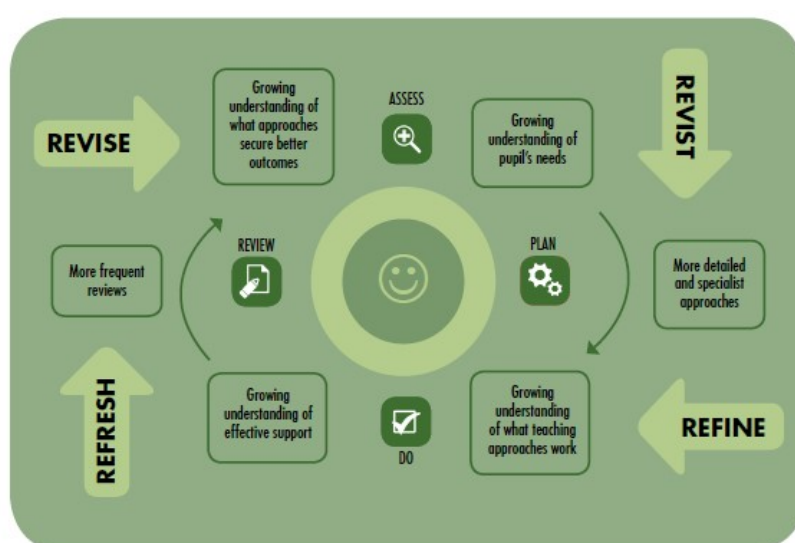 REVISE
Growing
understanding of
what approaches
secure better
outcomes
ASSESS
Growing
understanding of
pupil's needs
REVIST
More frequent
reviews
REVIEW
PLAN
More detailed
and specialist
approaches
REFRESH
Growing
understanding of
effective support
DO
Growing
understanding
of what teaching
approaches work
REFINE